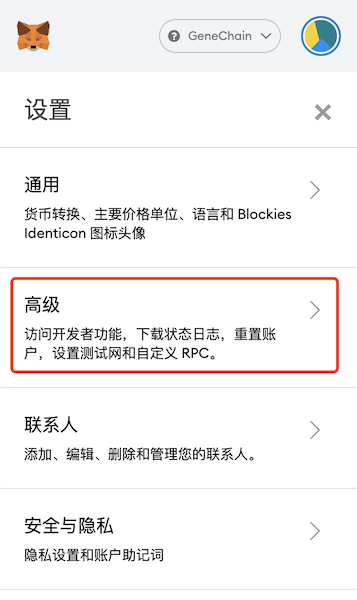 GeneChain
设置
通用
货币转换、主要价格单位、语言和 Blockies
Identicon 图标头像
高级
访问开发者功能，下载状态日志，重置账
户，设置测试网和自定义 RPC。
联系人
添加、编辑、删除和管理您的联系人。
安全与隐私
隐私设置和账户助记词